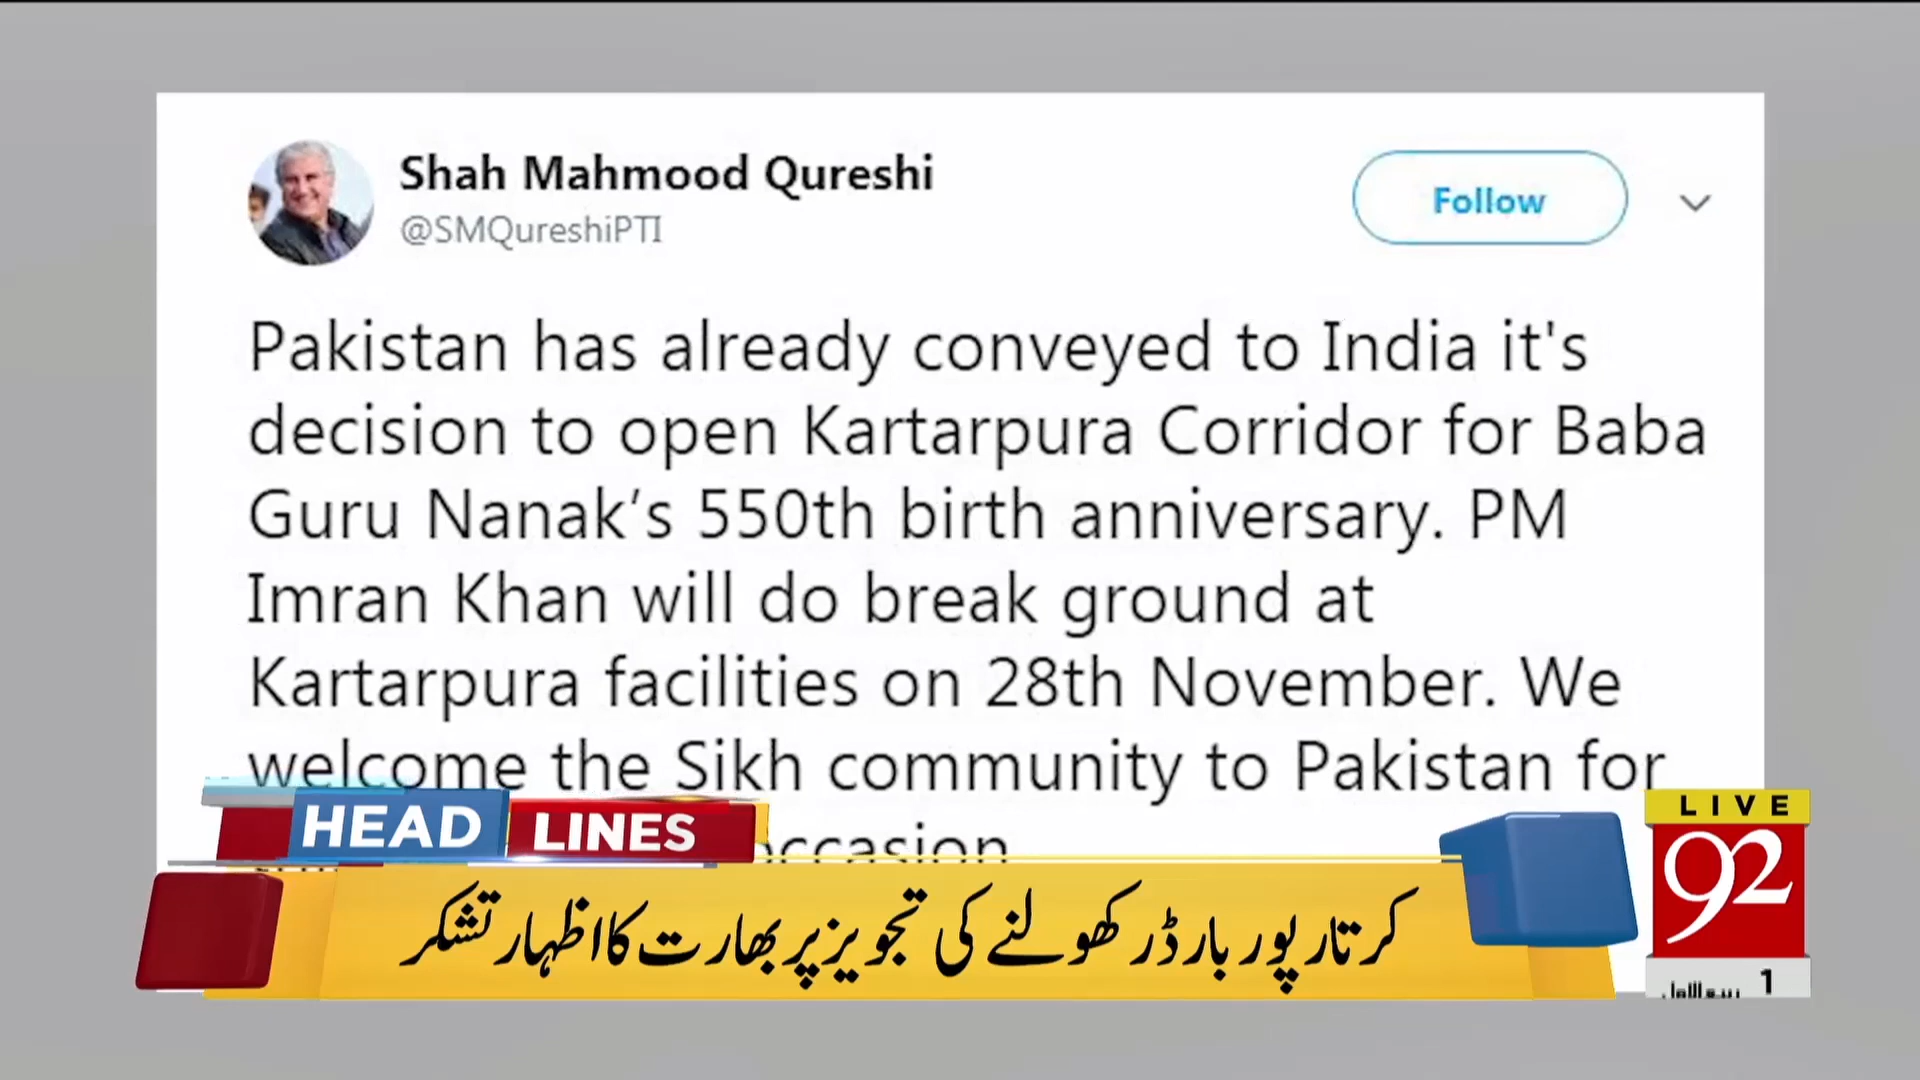 Shah Mahmood Qureshi
@SMQureshiPTI
Follow
Pakistan has already conveyed to India it's
decision to open Kartarpura Corridor for Baba
Guru Nanak’s 550th birth anniversary. PM
Imran Khan will do break ground at
Kartarpura facilities on 28th November. We
welcome the Sikh community to Pakistan for
occasion
HEAD LINES
کرتارپور بارڈر کھولنے کی تجویز پر بھارت کا اظہار تشکر
LIVE
92
1